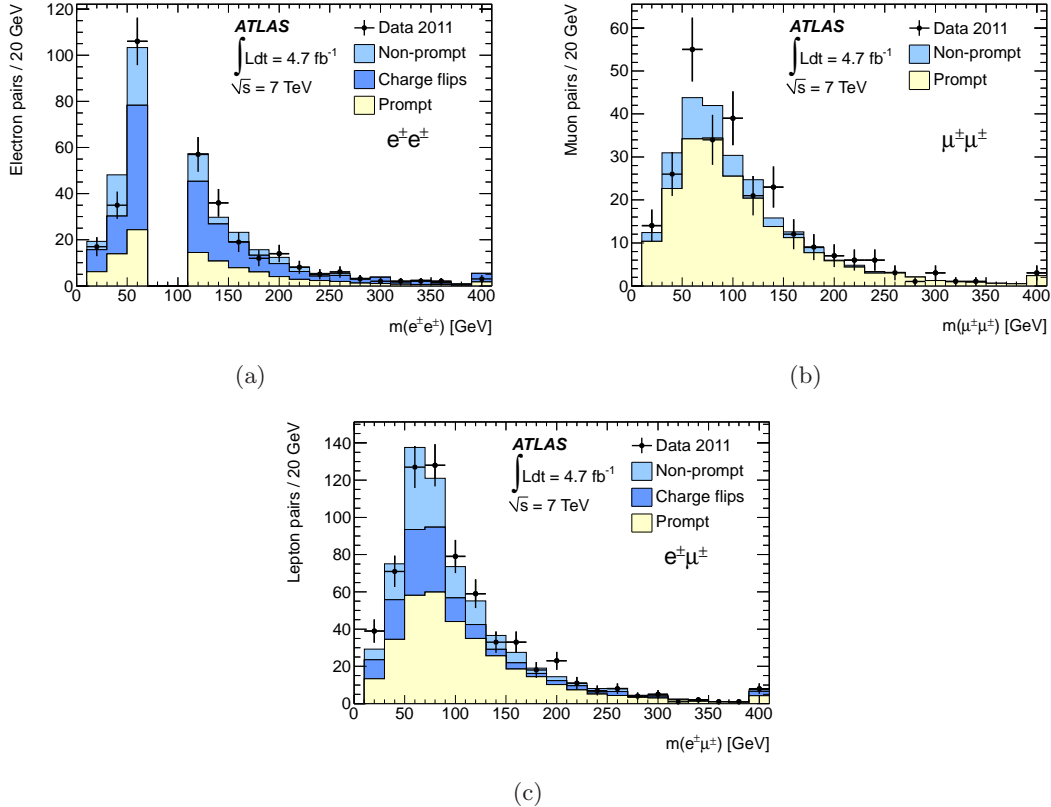 Electron pairs / 20 GeV
120
100
80
60
40
20
0
ATLAS
∫ Ldt = 4.7 fb⁻¹
√s = 7 TeV
Data 2011
Non-prompt
Charge flips
Prompt
e±e±
0 50 100 150 200 250 300 350 400
m(e±e±) [GeV]
(a)
Muon pairs / 20 GeV
60
50
40
30
20
10
0
ATLAS
∫ Ldt = 4.7 fb⁻¹
√s = 7 TeV
Data 2011
Non-prompt
Prompt
μ±μ±
0 50 100 150 200 250 300 350 400
m(μ±μ±) [GeV]
(b)
Lepton pairs / 20 GeV
140
120
100
80
60
40
20
0
ATLAS
∫ Ldt = 4.7 fb⁻¹
√s = 7 TeV
Data 2011
Non-prompt
Charge flips
Prompt
e±μ±
0 50 100 150 200 250 300 350 400
m(e±μ±) [GeV]
(c)